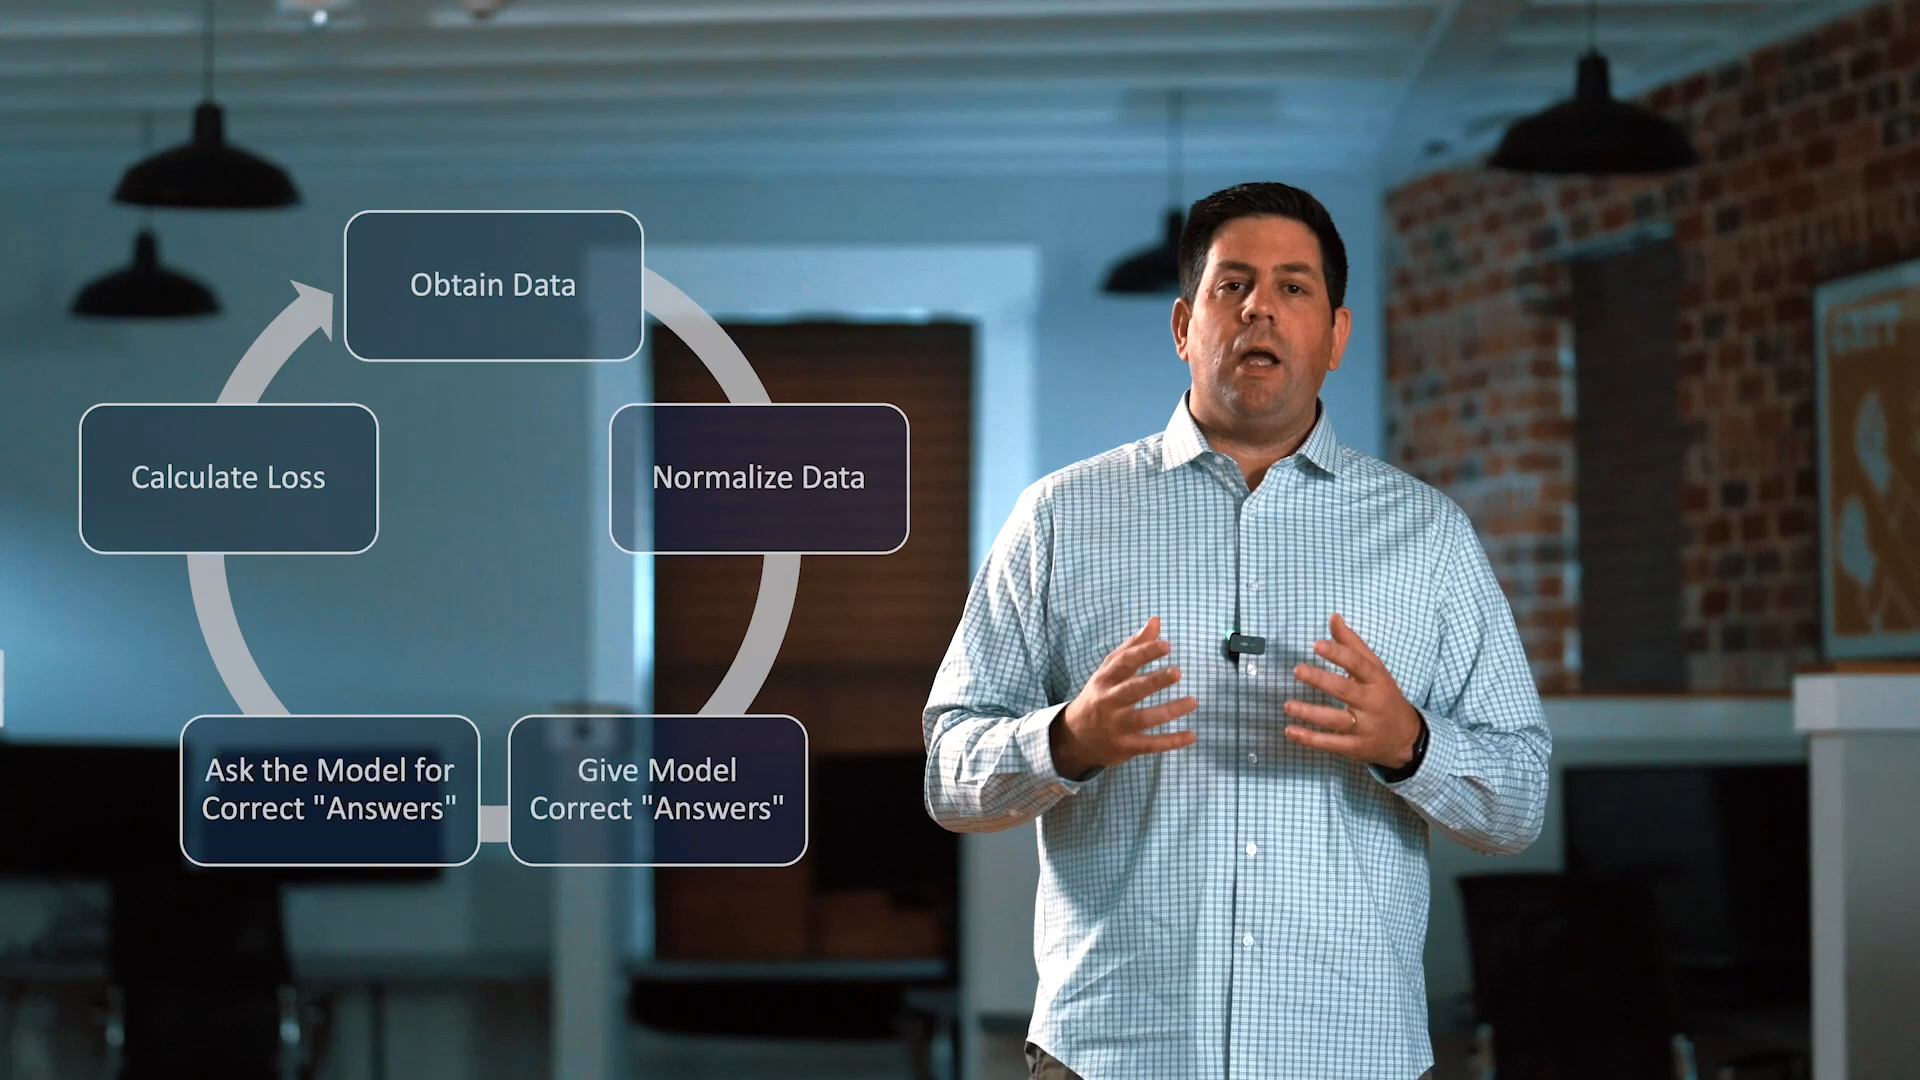 Obtain Data
Normalize Data
Give Model
Correct "Answers"
Ask the Model for
Correct "Answers"
Calculate Loss